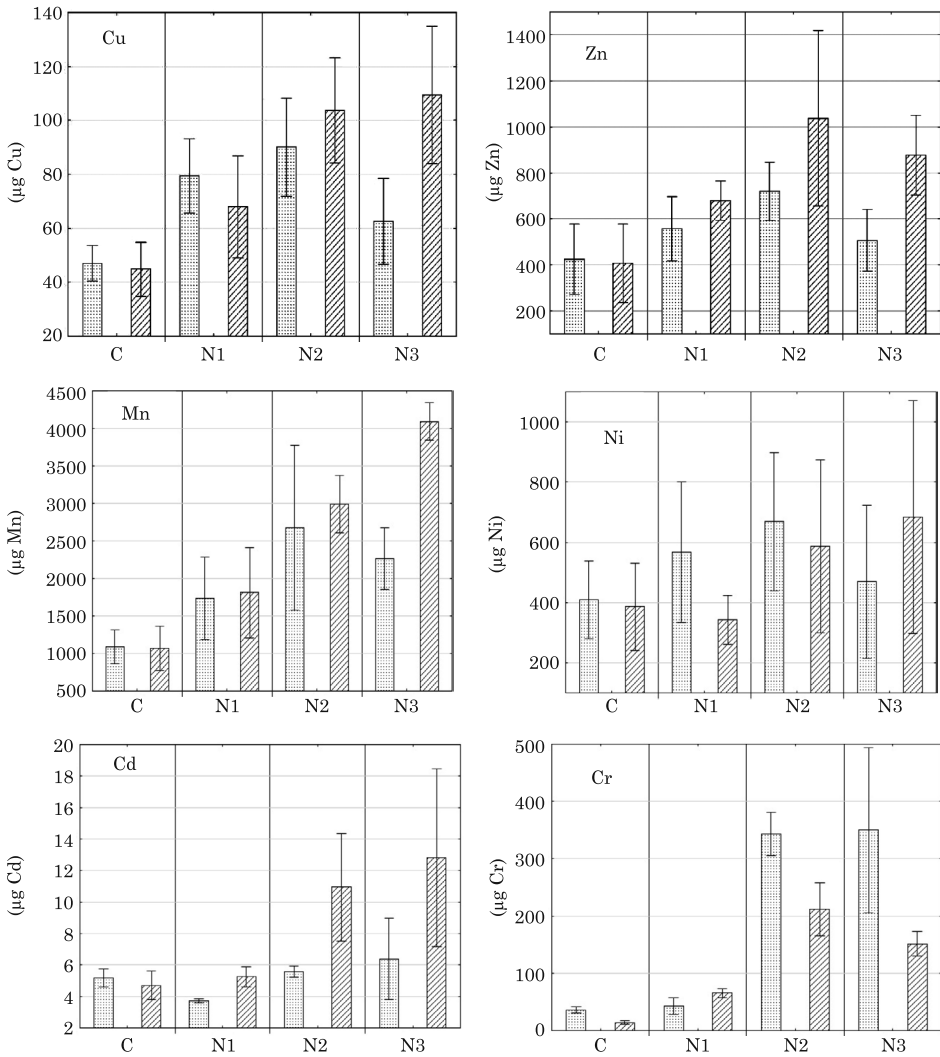 Cu
(µg Cu)
140
120
100
80
60
40
20
C N1 N2 N3
Zn
(µg Zn)
1400
1200
1000
800
600
400
200
C N1 N2 N3
Mn
(µg Mn)
4500
4000
3500
3000
2500
2000
1500
1000
500
C N1 N2 N3
Ni
(µg Ni)
1000
800
600
400
200
C N1 N2 N3
Cd
(µg Cd)
20
18
16
14
12
10
8
6
4
2
C N1 N2 N3
Cr
(µg Cr)
500
400
300
200
100
0
C N1 N2 N3